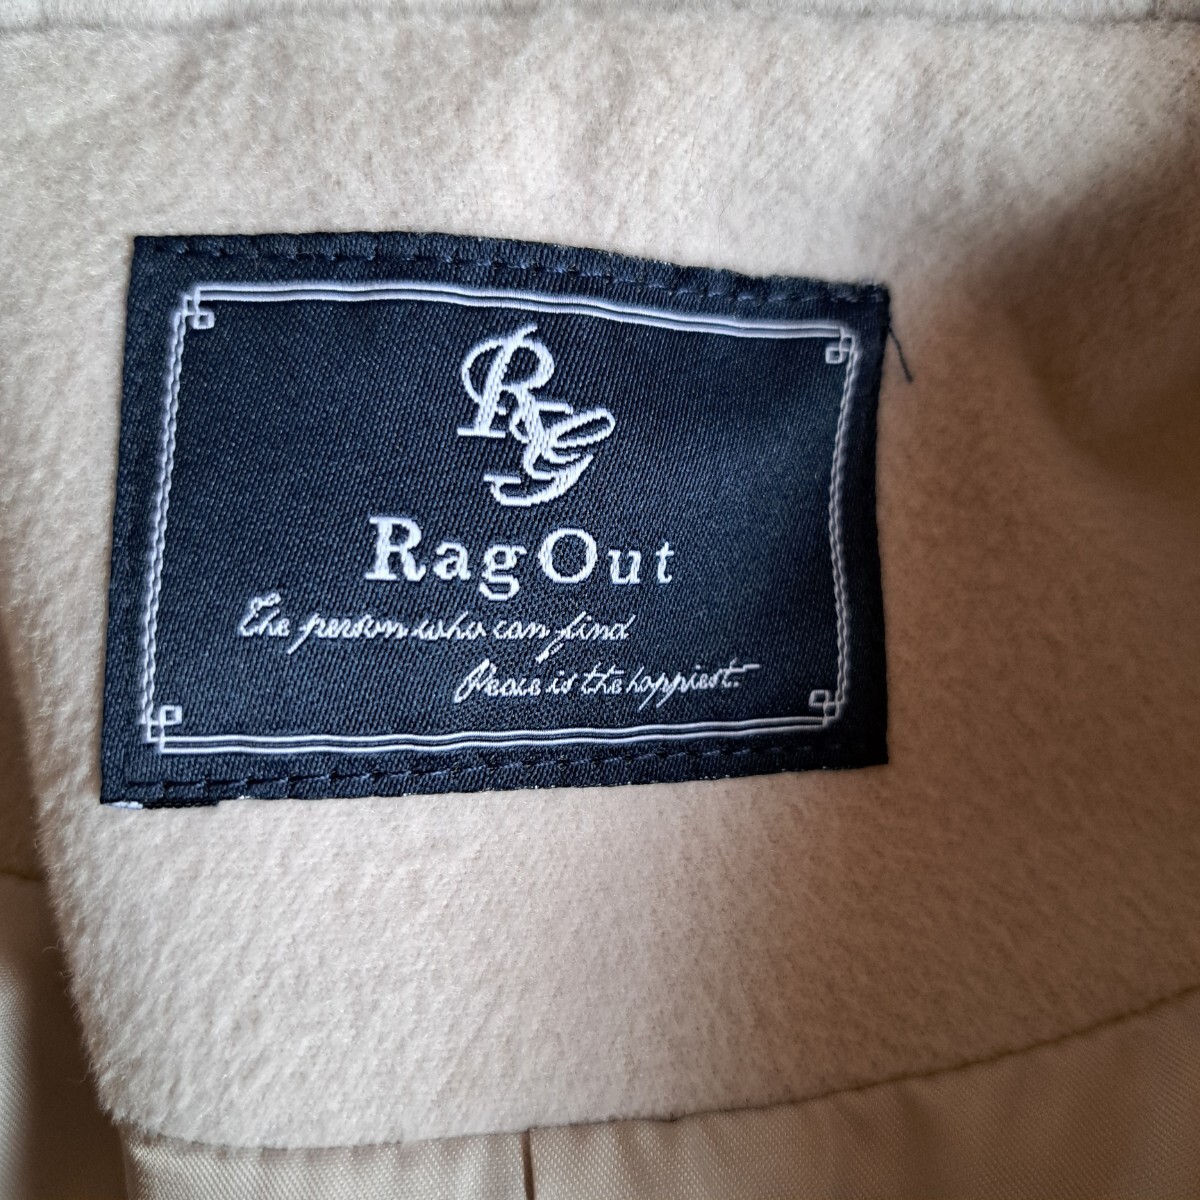 RG
RagOut
The person who can find
Peace is the happiest.